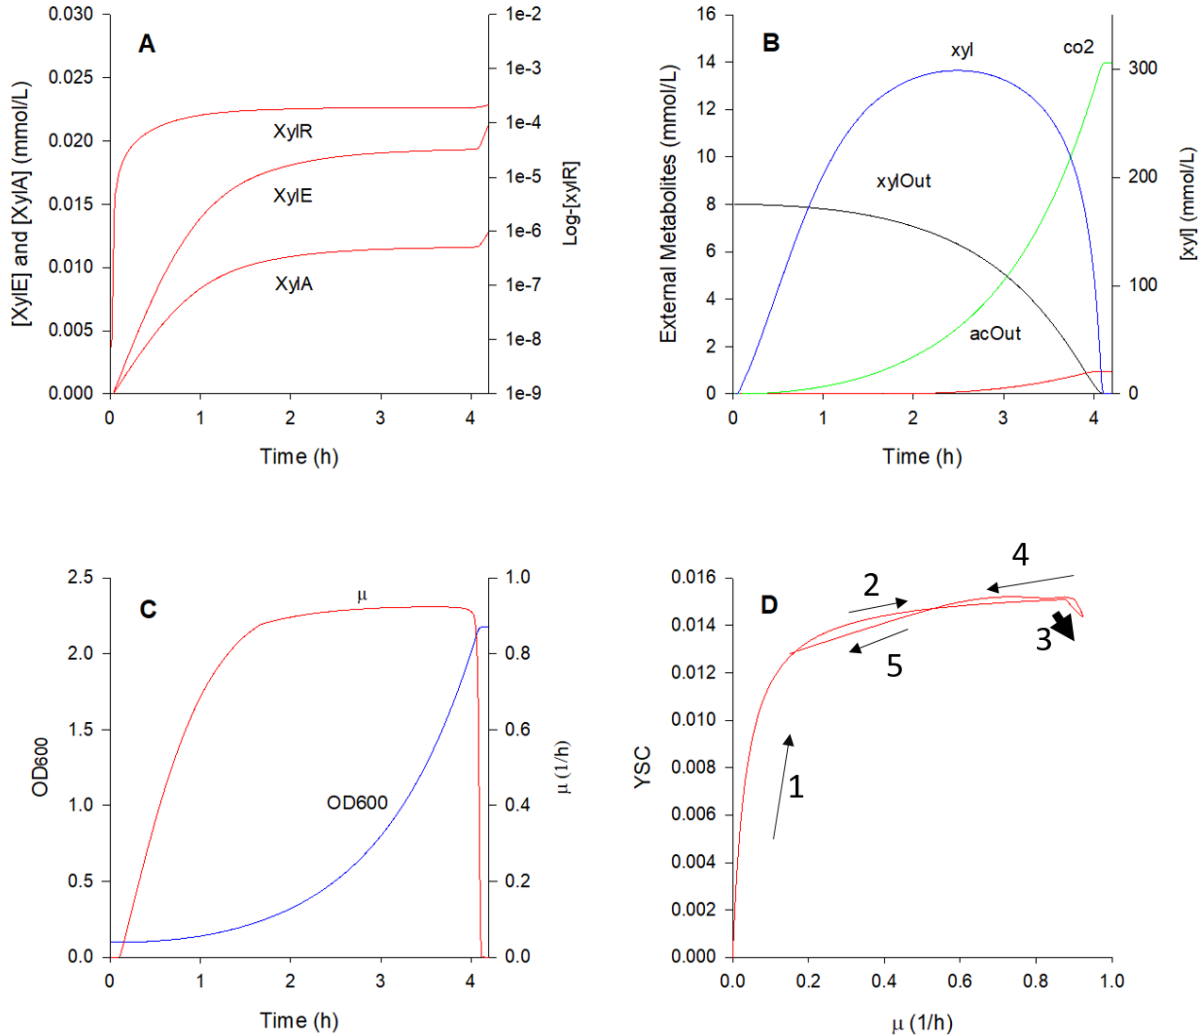 A
[XylE] and [XylA] (mmol/L)
0.030
0.025
0.020
0.015
0.010
0.005
0.000
XylR
XylE
XylA
1e-2
1e-3
1e-4
1e-5
1e-6
1e-7
1e-8
1e-9
Log-[xylR]
0
1
2
3
4
Time (h)
B
External Metabolites (mmol/L)
16
14
12
10
8
6
4
2
0
xyl
co2
xylOut
acOut
300
200
100
0
[xyl] (mmol/L)
0
1
2
3
4
Time (h)
C
OD600
2.5
2.0
1.5
1.0
0.5
0.0
μ
OD600
1.0
0.8
0.6
0.4
0.2
0.0
μ (1/h)
0
1
2
3
4
Time (h)
D
YSC
0.016
0.014
0.012
0.010
0.008
0.006
0.004
0.002
0.000
1
2
3
4
5
0.0
0.2
0.4
0.6
0.8
1.0
μ (1/h)